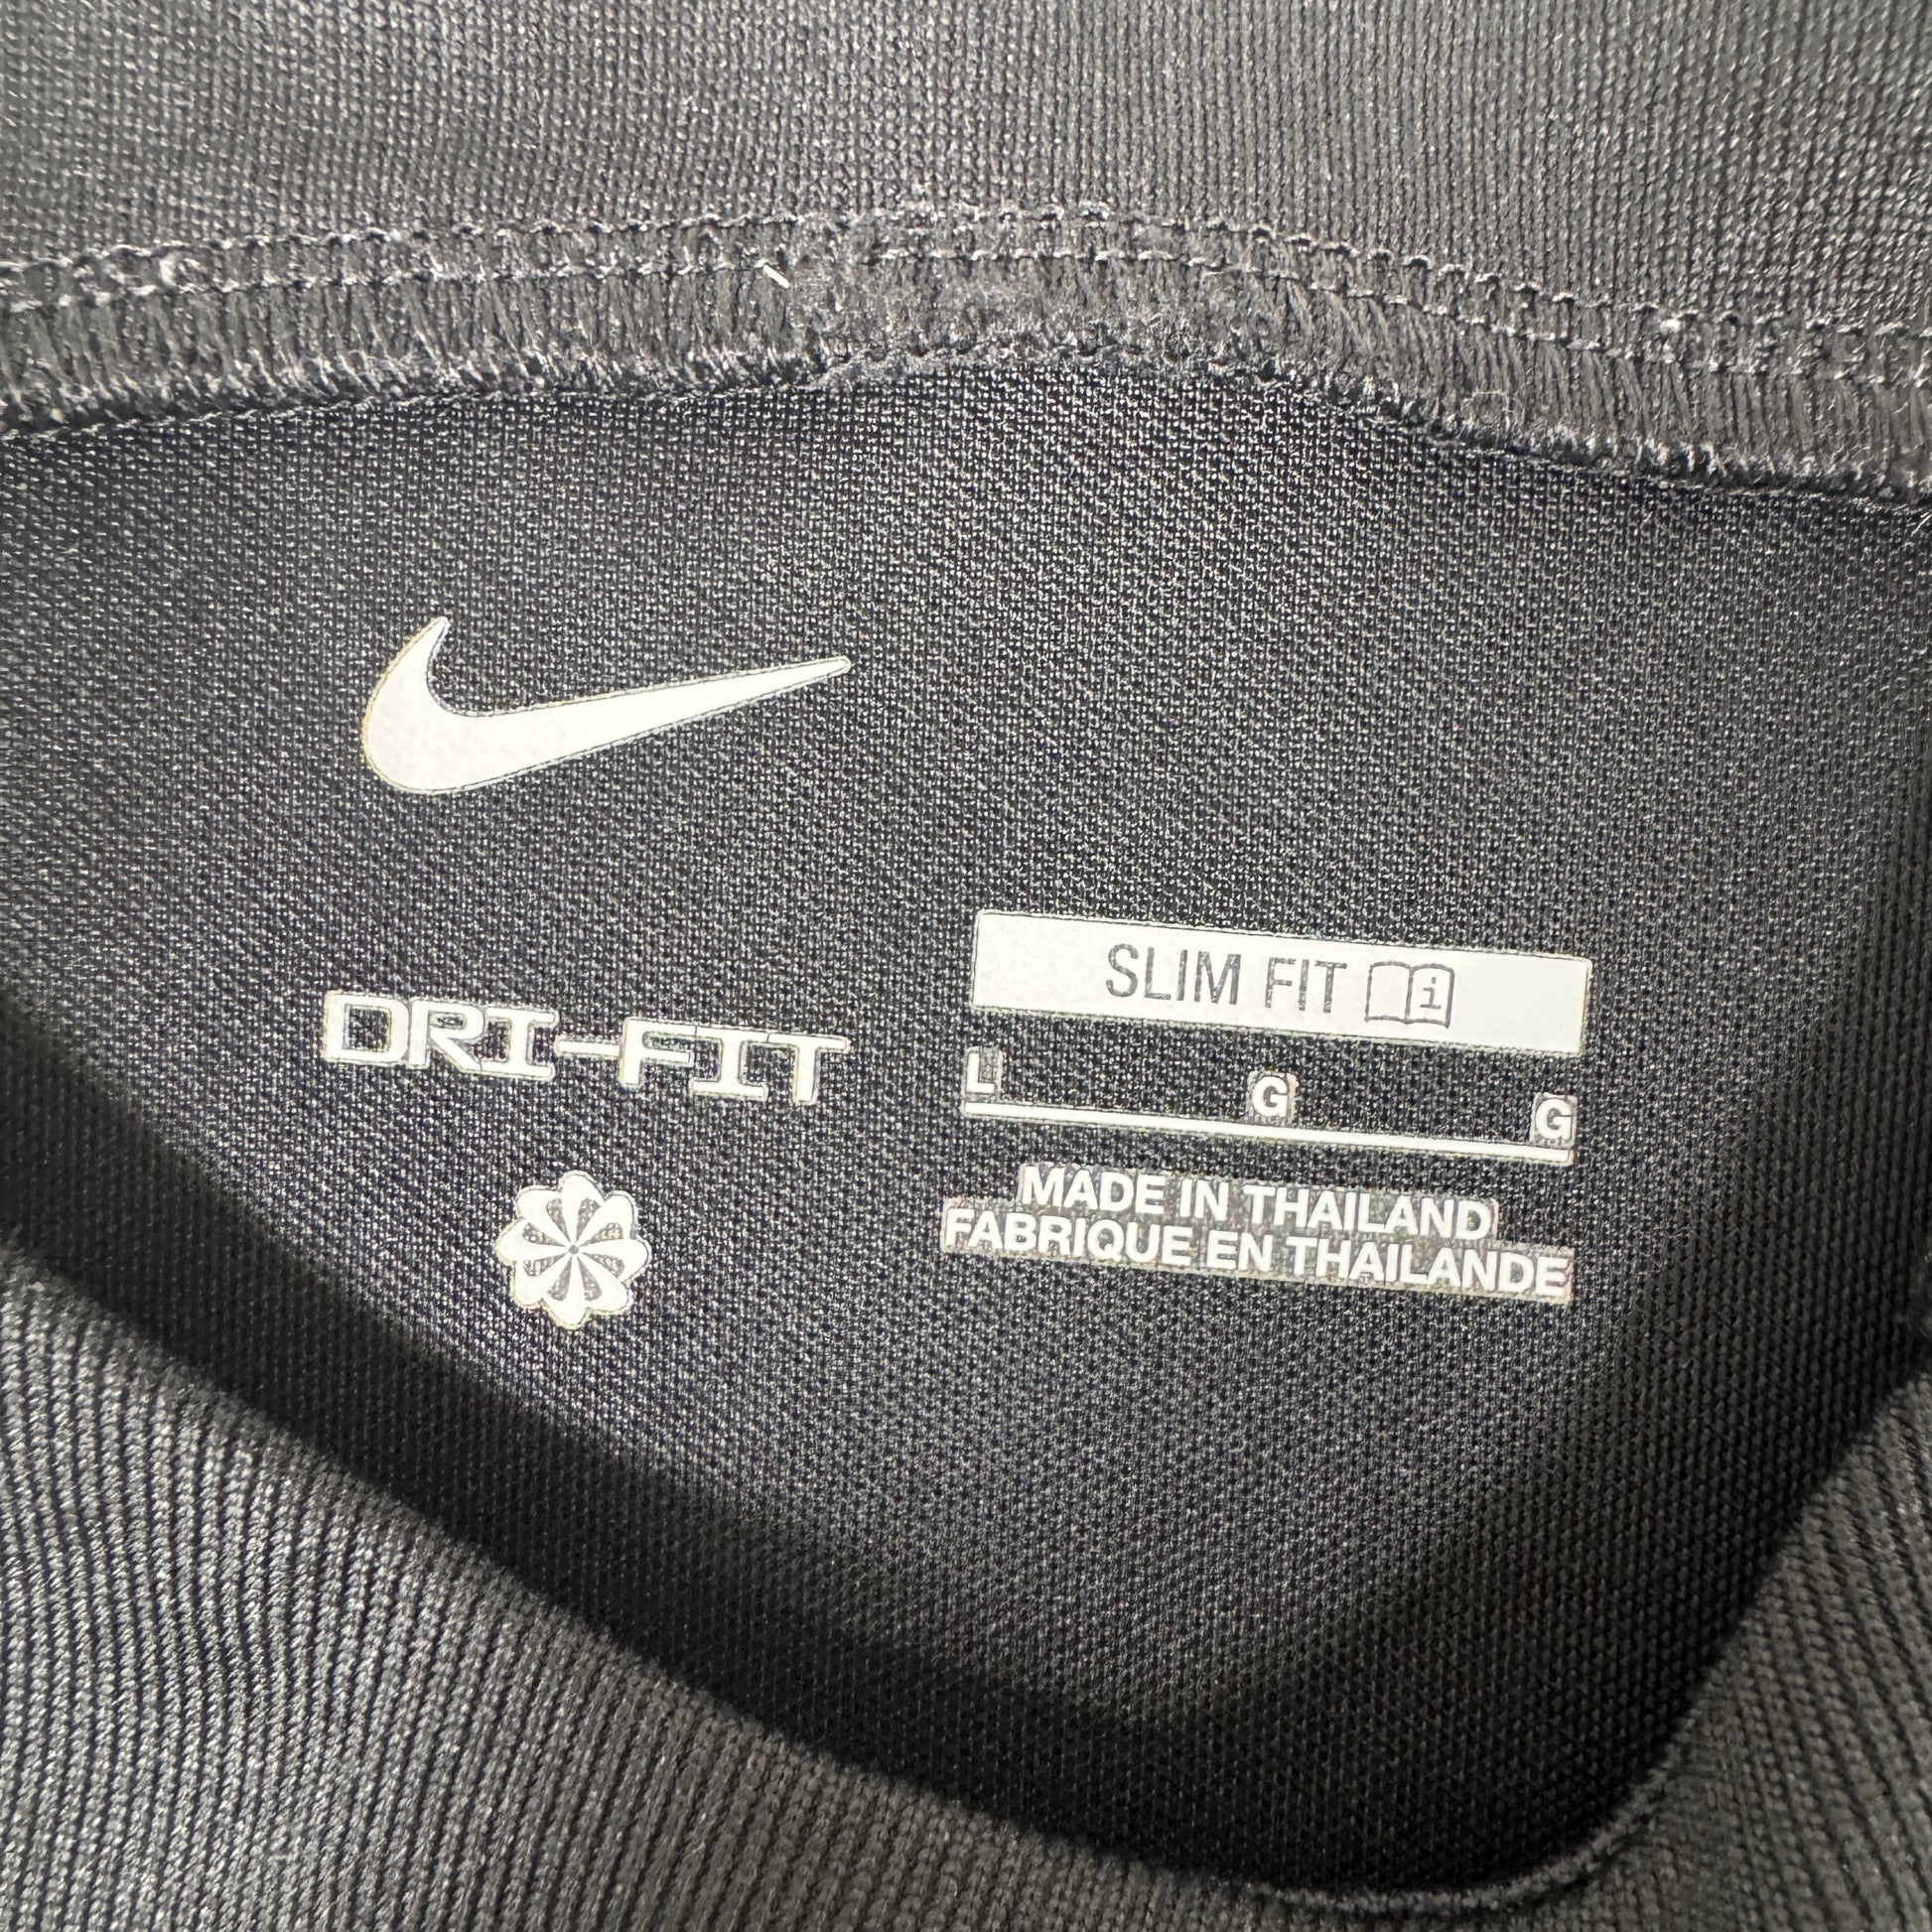 DRI-FIT
SLIM FIT i
L G G
MADE IN THAILAND
FABRIQUE EN THAILANDE